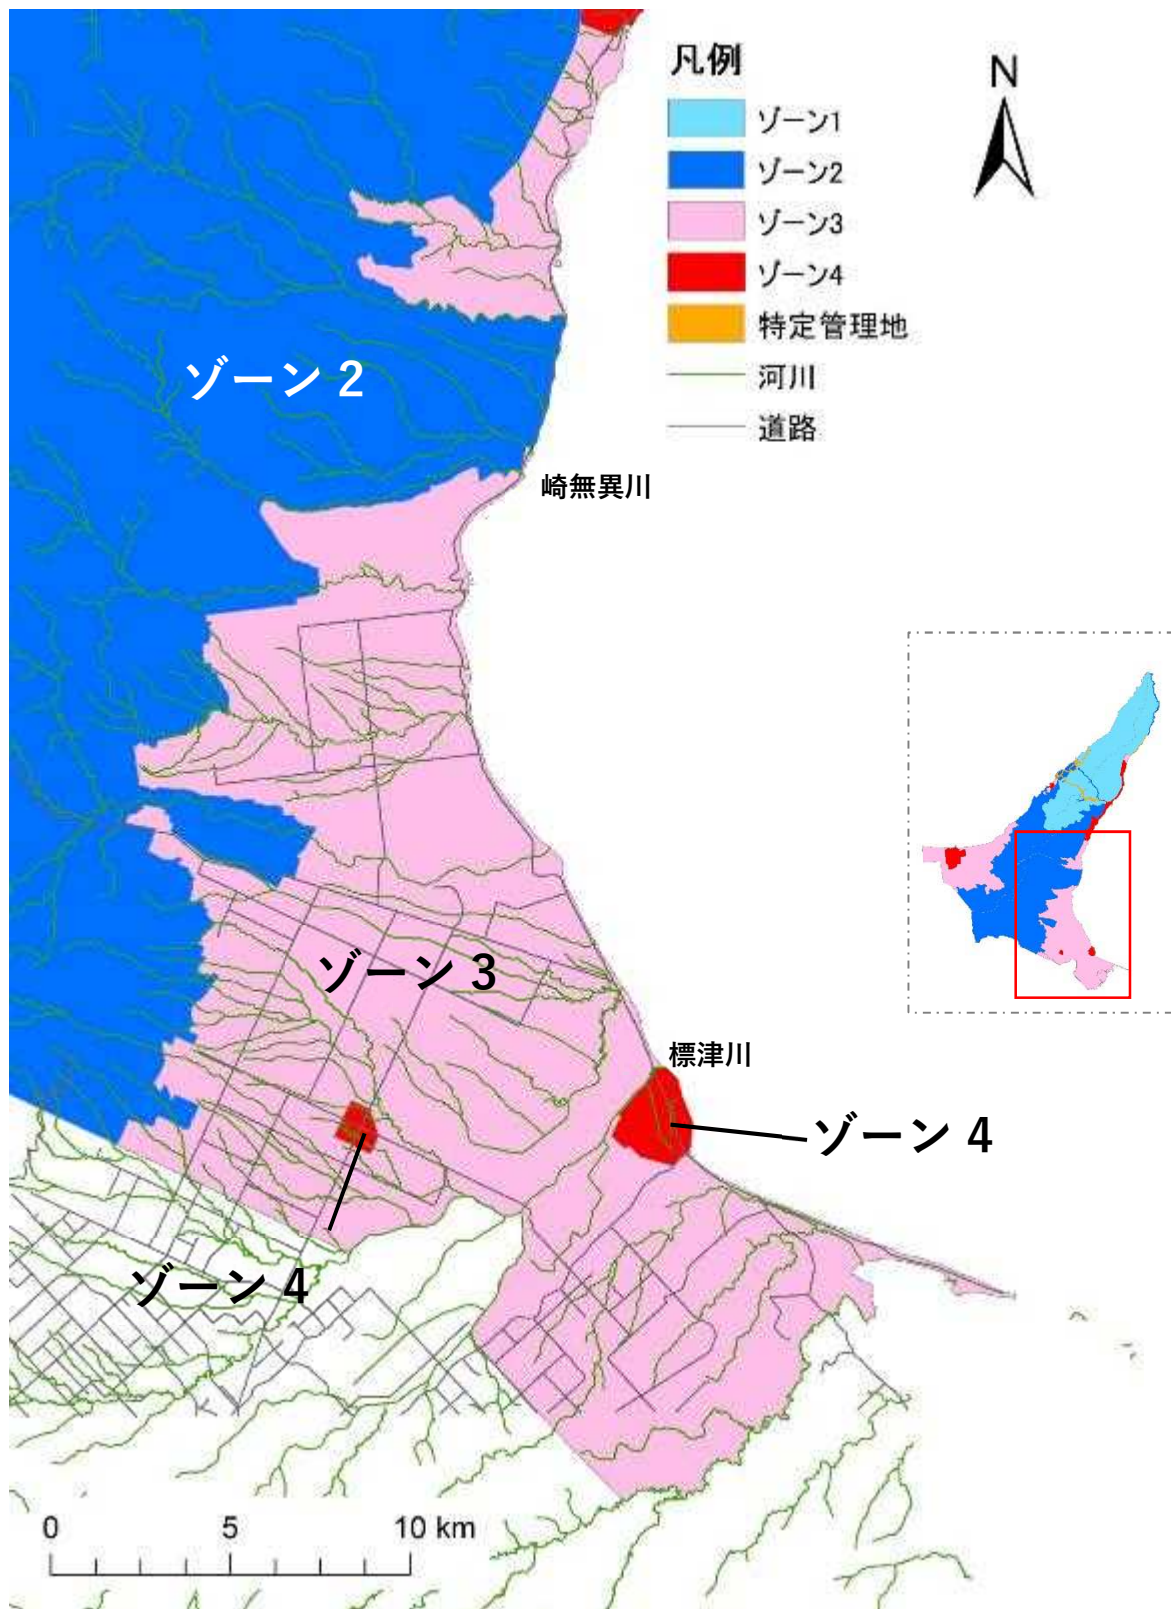 凡例
N
ゾーン1
ゾーン2
ゾーン3
ゾーン4
特定管理地
河川
道路
ゾーン 2
崎無異川
ゾーン 3
標津川
ゾーン 4
ゾーン 4
0 5 10 km